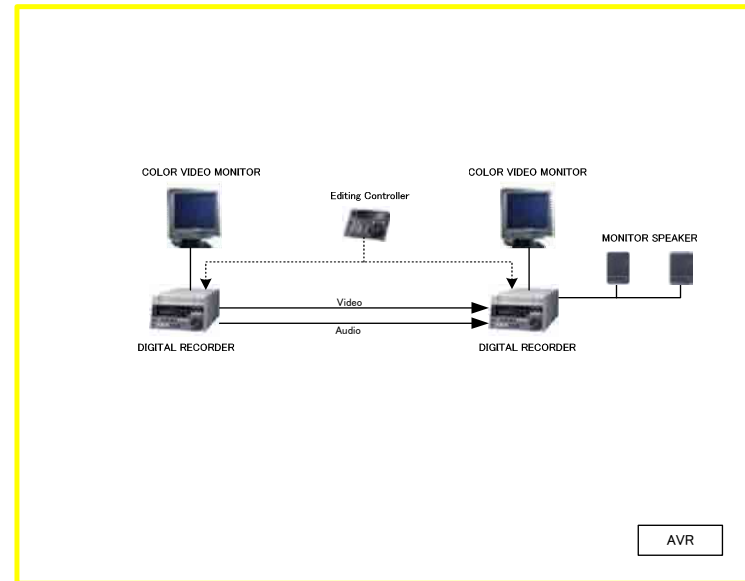 COLOR VIDEO MONITOR
COLOR VIDEO MONITOR
Editing Controller
MONITOR SPEAKER
Video
Audio
DIGITAL RECORDER
DIGITAL RECORDER
AVR